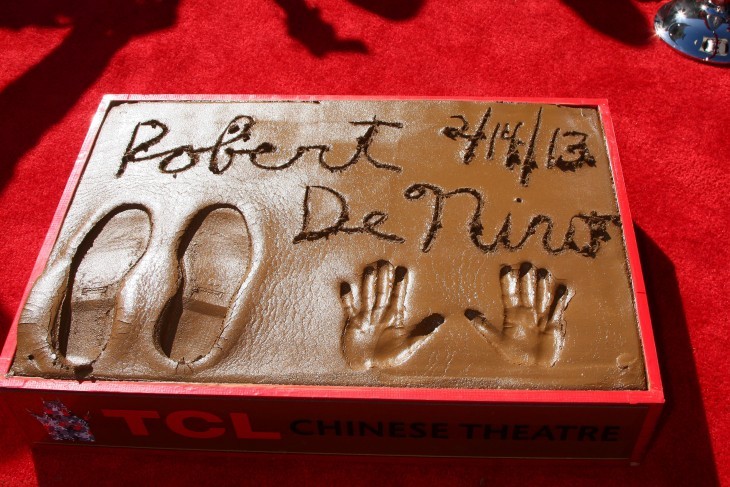 Robert 2/14/13
De Niro
TCL CHINESE THEATRE